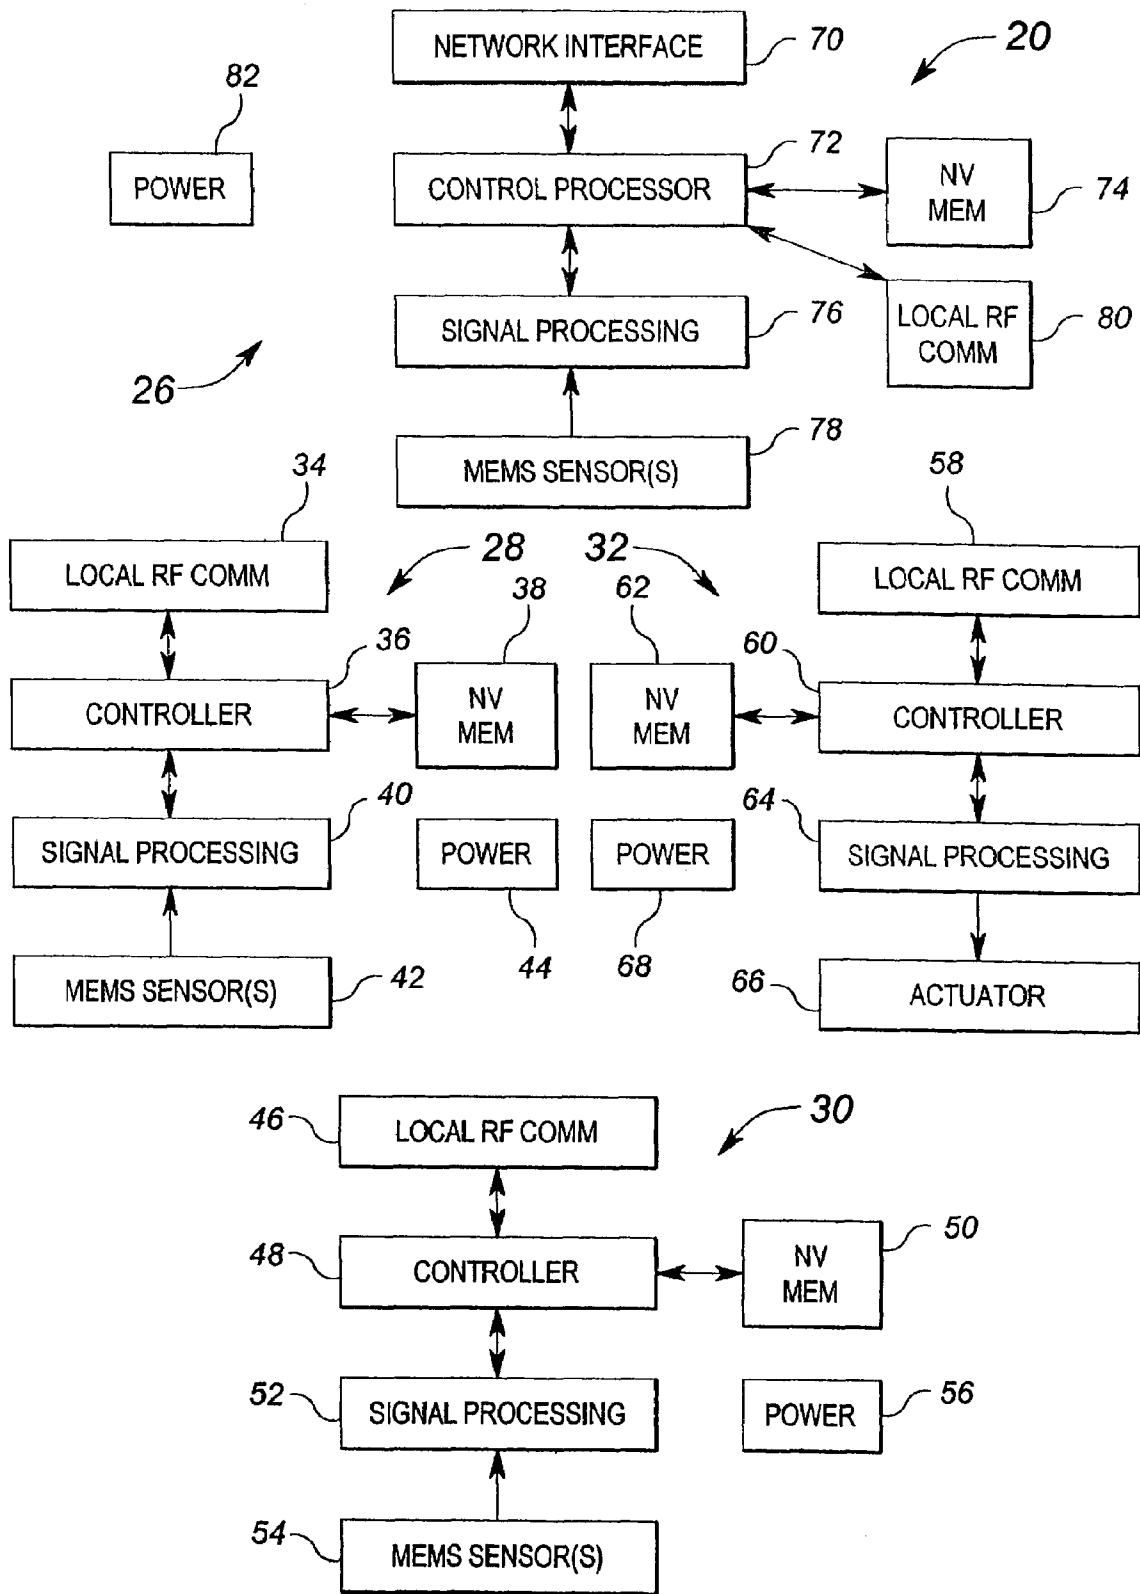 NETWORK INTERFACE
70
20
82
POWER
CONTROL PROCESSOR
72
NV
MEM
74
SIGNAL PROCESSING
76
LOCAL RF
COMM
80
26
MEMS SENSOR(S)
78
34
LOCAL RF COMM
28
36
CONTROLLER
38
NV
MEM
40
SIGNAL PROCESSING
POWER
44
MEMS SENSOR(S)
42
32
58
LOCAL RF COMM
62
NV
MEM
60
CONTROLLER
64
SIGNAL PROCESSING
POWER
68
66
ACTUATOR
46
LOCAL RF COMM
30
48
CONTROLLER
NV
MEM
50
52
SIGNAL PROCESSING
POWER
56
54
MEMS SENSOR(S)